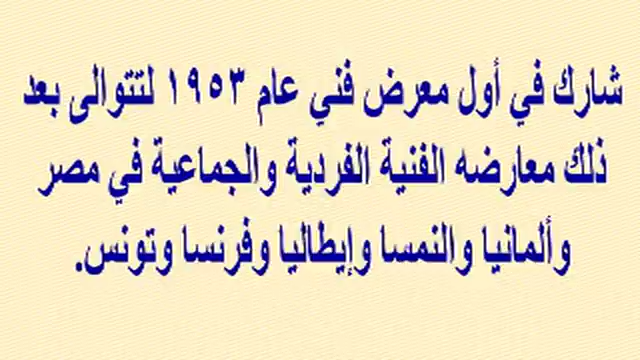 شارك في أول معرض فني عام ١٩٥٣ لتتوالى بعد
ذلك معارضه الفنية الفردية والجماعية في مصر
وألمانيا والنمسا وإيطاليا وفرنسا وتونس.